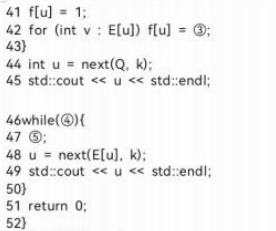 41 f[u] = 1;
42 for (int v : E[u]) f[u] = ③;
43}
44 int u = next(Q, k);
45 std::cout << u << std::endl;
46while(④){
47 ⑤;
48 u = next(E[u], k);
49 std::cout << u << std::endl;
50}
51 return 0;
52}